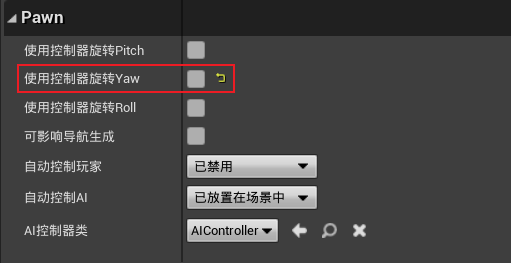 Pawn
使用控制器旋转Pitch
使用控制器旋转Yaw
使用控制器旋转Roll
可影响导航生成
自动控制玩家 已禁用
自动控制AI 已放置在场景中
AI控制器类 AIController